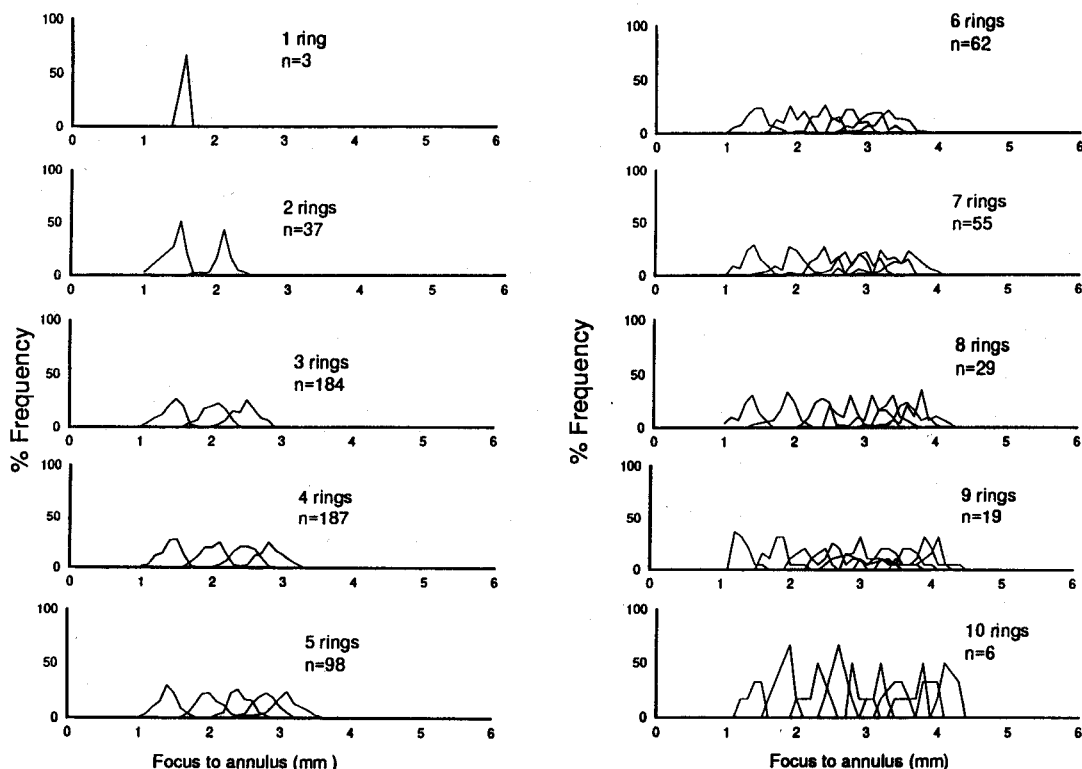 100
50
0
0 1 2 3 4 5 6
1 ring
n=3
100
50
0
0 1 2 3 4 5 6
2 rings
n=37
100
50
0
0 1 2 3 4 5 6
3 rings
n=184
100
50
0
0 1 2 3 4 5 6
4 rings
n=187
100
50
0
0 1 2 3 4 5 6
5 rings
n=98
% Frequency
Focus to annulus (mm )
100
50
0
0 1 2 3 4 5 6
6 rings
n=62
100
50
0
0 1 2 3 4 5 6
7 rings
n=55
100
50
0
0 1 2 3 4 5 6
8 rings
n=29
100
50
0
0 1 2 3 4 5 6
9 rings
n=19
100
50
0
0 1 2 3 4 5 6
10 rings
n=6
% Frequency
Focus to annulus (mm)